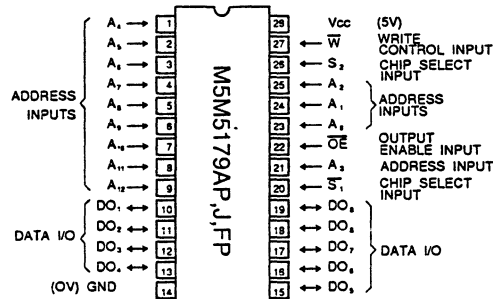 A₄ 1 28 Vcc (5V)
A₅ 2 27 W̅ WRITE CONTROL INPUT
A₆ 3 26 S₂ CHIP SELECT INPUT
A₇ 4 25 A₂
ADDRESS INPUTS
A₈ 5 24 A₁ ADDRESS INPUTS
A₉ 6 23 A₀
A₁₀ 7 22 O̅E̅ OUTPUT ENABLE INPUT
A₁₁ 8 21 A₃ ADDRESS INPUT
A₁₂ 9 20 S̅₁ CHIP SELECT INPUT
DO₁ 10 19 DO₉
DO₂ 11 18 DO₈
DATA I/O
DO₃ 12 17 DO₇ DATA I/O
DO₄ 13 16 DO₆
(0V) GND 14 15 DO₅
M5M5179AP,J,FP